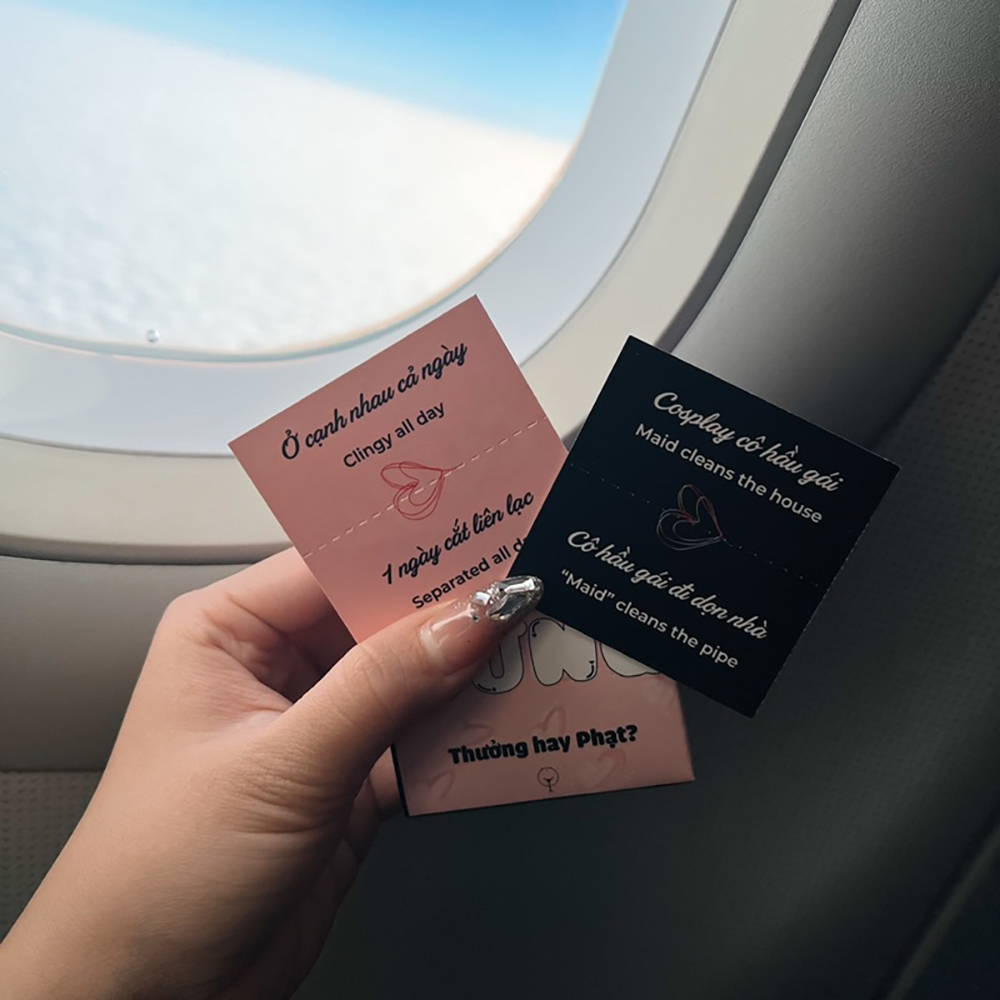 Ở cạnh nhau cả ngày
Clingy all day
1 ngày cắt liên lạc
Separated all
Cosplay cô hầu gái
Maid cleans the house
Cô hầu gái đi dọn nhà
“Maid” cleans the pipe
Thưởng hay Phạt?